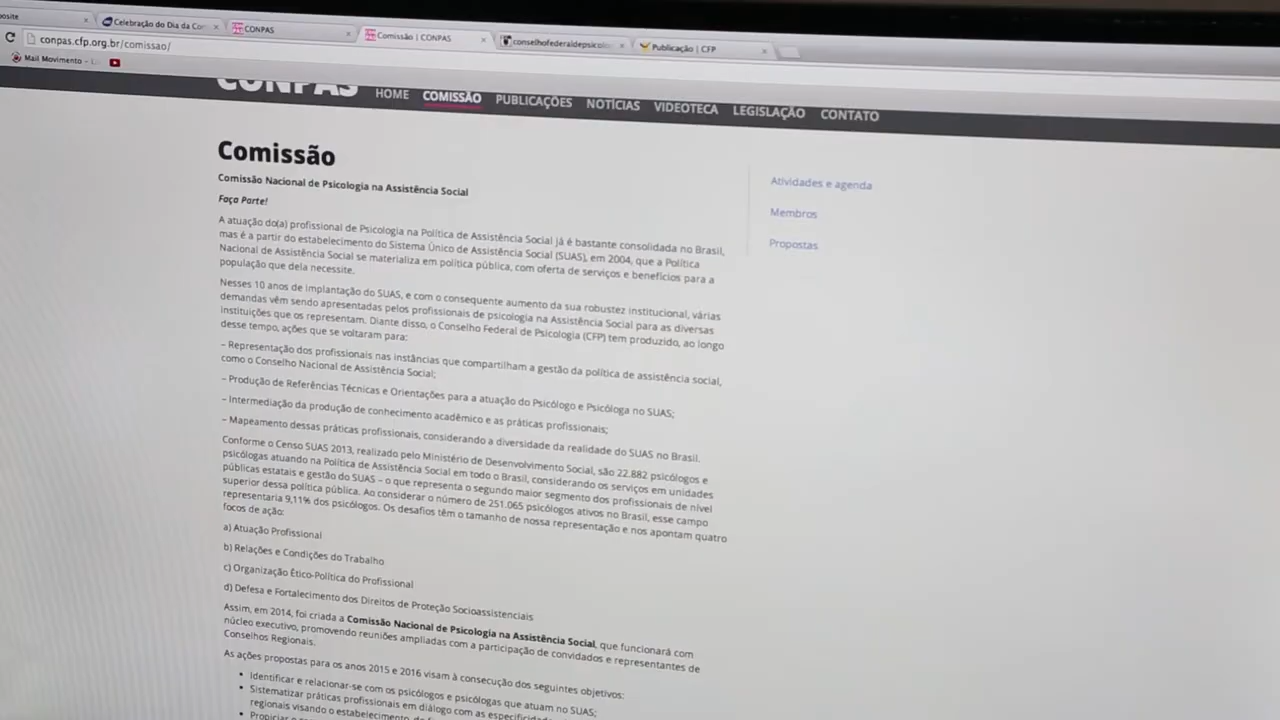 posite
Celebração do Dia da Con
CONPAS
Comissão | CONPAS
conselhofederaldepsicolo
Publicação | CFP
conpas.cfp.org.br/comissao/
Mail Movimento -
CONPAS
HOME COMISSÃO PUBLICAÇÕES NOTÍCIAS VIDEOTECA LEGISLAÇÃO CONTATO
Comissão
Comissão Nacional de Psicologia na Assistência Social
Faça Parte!
A atuação do(a) profissional de Psicologia na Política de Assistência Social já é bastante consolidada no Brasil,
mas é a partir do estabelecimento do Sistema Único de Assistência Social (SUAS), em 2004, que a Política
Nacional de Assistência Social se materializa em política pública, com oferta de serviços e benefícios para a
população que dela necessite.
Nesses 10 anos de implantação do SUAS, e com o consequente aumento da sua robustez institucional, várias
demandas vêm sendo apresentadas pelos profissionais de psicologia na Assistência Social para as diversas
instituições que os representam. Diante disso, o Conselho Federal de Psicologia (CFP) tem produzido, ao longo
desse tempo, ações que se voltaram para:
– Representação dos profissionais nas instâncias que compartilham a gestão da política de assistência social,
como o Conselho Nacional de Assistência Social;
– Produção de Referências Técnicas e Orientações para a atuação do Psicólogo e Psicóloga no SUAS;
– Intermediação da produção de conhecimento acadêmico e as práticas profissionais;
– Mapeamento dessas práticas profissionais, considerando a diversidade da realidade do SUAS no Brasil.
Conforme o Censo SUAS 2013, realizado pelo Ministério de Desenvolvimento Social, são 22.882 psicólogos e
psicólogas atuando na Política de Assistência Social em todo o Brasil, considerando os serviços em unidades
públicas estatais e gestão do SUAS – o que representa o segundo maior segmento dos profissionais de nível
superior dessa política pública. Ao considerar o número de 251.065 psicólogos ativos no Brasil, esse campo
representaria 9,11% dos psicólogos. Os desafios têm o tamanho de nossa representação e nos apontam quatro
focos de ação:
a) Atuação Profissional
b) Relações e Condições do Trabalho
c) Organização Ético-Política do Profissional
d) Defesa e Fortalecimento dos Direitos de Proteção Socioassistenciais
Assim, em 2014, foi criada a Comissão Nacional de Psicologia na Assistência Social, que funcionará com
núcleo executivo, promovendo reuniões ampliadas com a participação de convidados e representantes de
Conselhos Regionais.
As ações propostas para os anos 2015 e 2016 visam à consecução dos seguintes objetivos:
• Identificar e relacionar-se com os psicólogos e psicólogas que atuam no SUAS;
• Sistematizar práticas profissionais em diálogo com as especificidad
regionais visando o estabelecimento de
• Propiciar o
Atividades e agenda
Membros
Propostas